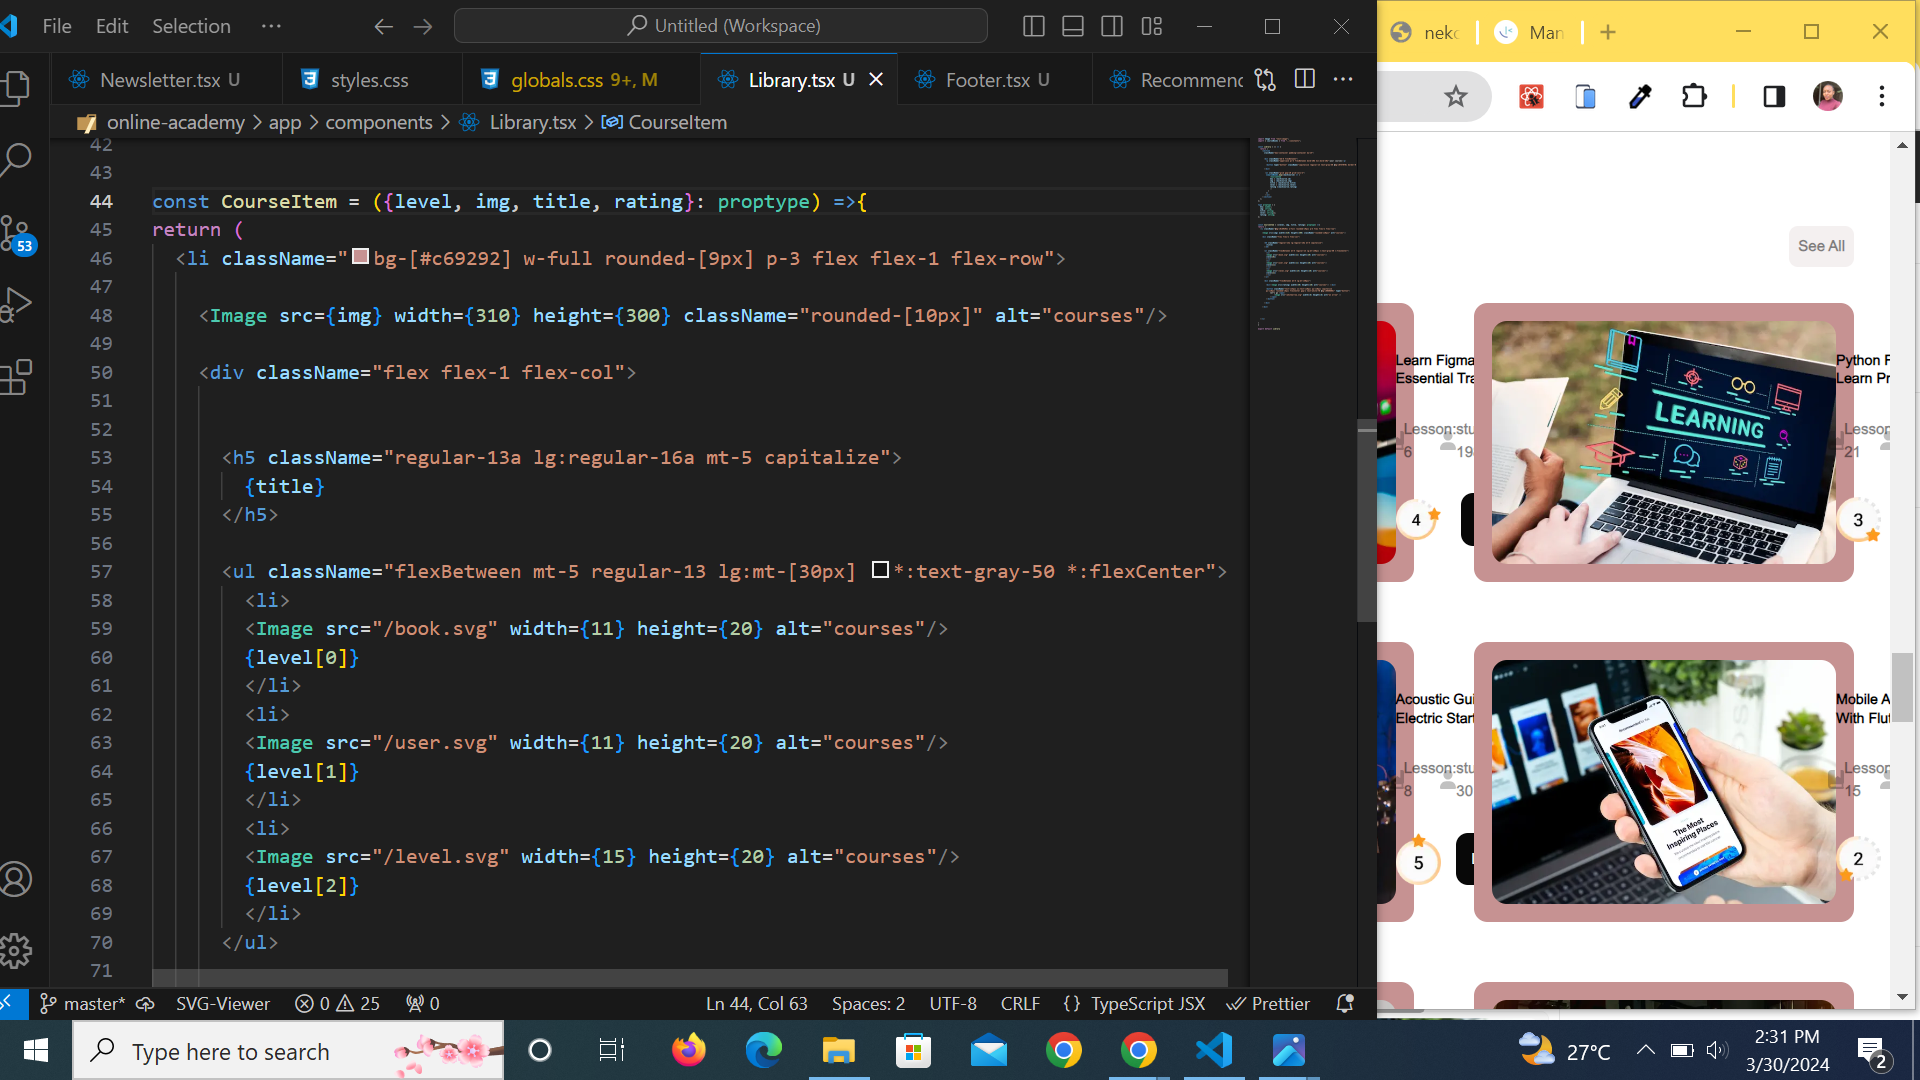 File Edit Selection ···
Untitled (Workspace)
Newsletter.tsx U
styles.css
globals.css 9+, M
Library.tsx U
Footer.tsx U
Recommenc
online-academy > app > components > Library.tsx > CourseItem
42
43
44 const CourseItem = ({level, img, title, rating}: proptype) =>{
45 return (
46 <li className="bg-[#c69292] w-full rounded-[9px] p-3 flex flex-1 flex-row">
47
48 <Image src={img} width={310} height={300} className="rounded-[10px]" alt="courses"/>
49
50 <div className="flex flex-1 flex-col">
51
52
53 <h5 className="regular-13a lg:regular-16a mt-5 capitalize">
54 {title}
55 </h5>
56
57 <ul className="flexBetween mt-5 regular-13 lg:mt-[30px] *:text-gray-50 *:flexCenter">
58 <li>
59 <Image src="/book.svg" width={11} height={20} alt="courses"/>
60 {level[0]}
61 </li>
62 <li>
63 <Image src="/user.svg" width={11} height={20} alt="courses"/>
64 {level[1]}
65 </li>
66 <li>
67 <Image src="/level.svg" width={15} height={20} alt="courses"/>
68 {level[2]}
69 </li>
70 </ul>
71
53
master*
SVG-Viewer
0 25
0
Ln 44, Col 63
Spaces: 2
UTF-8
CRLF
{ } TypeScript JSX
Prettier
nekc
Man
See All
Learn Figma
Essential Tra
Lesson:stu
6 19
4
LEARNING
Python P
Learn Pr
Lesson
21
3
Acoustic Gui
Electric Start
Lesson:stu
8 30
5
The Most
Inspiring Places
Mobile A
With Flut
Lesson
15
2
Type here to search
27°C
2:31 PM
3/30/2024
2